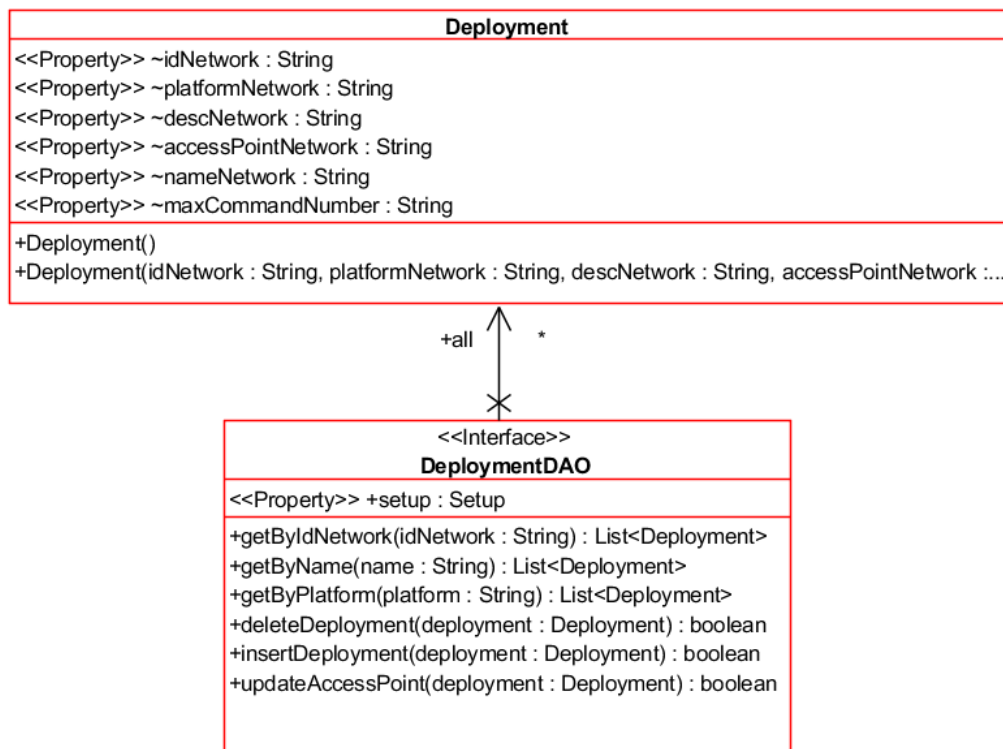 Deployment
<<Property>> ~idNetwork : String
<<Property>> ~platformNetwork : String
<<Property>> ~descNetwork : String
<<Property>> ~accessPointNetwork : String
<<Property>> ~nameNetwork : String
<<Property>> ~maxCommandNumber : String
+Deployment()
+Deployment(idNetwork : String, platformNetwork : String, descNetwork : String, accessPointNetwork :...
+all *
<<Interface>>
DeploymentDAO
<<Property>> +setup : Setup
+getByIdNetwork(idNetwork : String) : List<Deployment>
+getByName(name : String) : List<Deployment>
+getByPlatform(platform : String) : List<Deployment>
+deleteDeployment(deployment : Deployment) : boolean
+insertDeployment(deployment : Deployment) : boolean
+updateAccessPoint(deployment : Deployment) : boolean